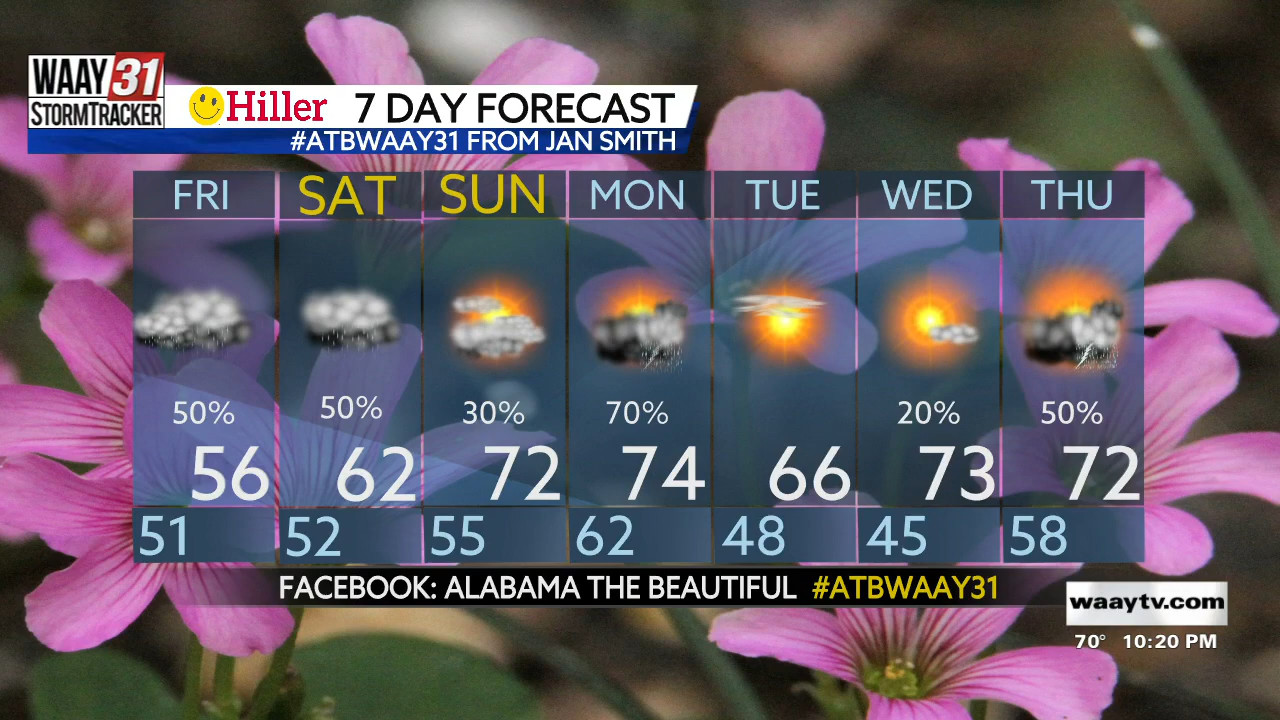 WAAY 31
STORMTRACKER
Hiller 7 DAY FORECAST
#ATBWAAY31 FROM JAN SMITH
FRI SAT SUN MON TUE WED THU
50% 50% 30% 70% 20% 50%
56 62 72 74 66 73 72
51 52 55 62 48 45 58
FACEBOOK: ALABAMA THE BEAUTIFUL #ATBWAAY31
waaytv.com
70° 10:20 PM